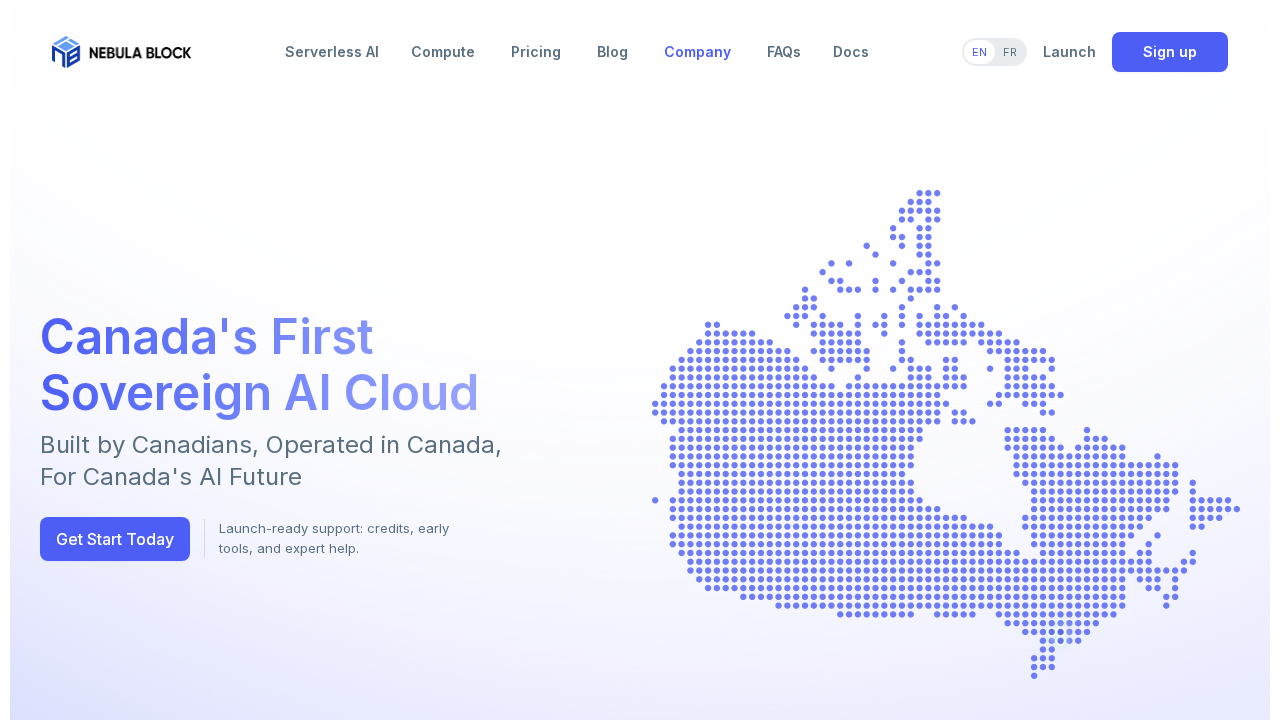 NEBULA BLOCK
Serverless AI
Compute
Pricing
Blog
Company
FAQs
Docs
EN
FR
Launch
Sign up
Canada's First
Sovereign AI Cloud
Built by Canadians, Operated in Canada,
For Canada's AI Future
Get Start Today
Launch-ready support: credits, early
tools, and expert help.